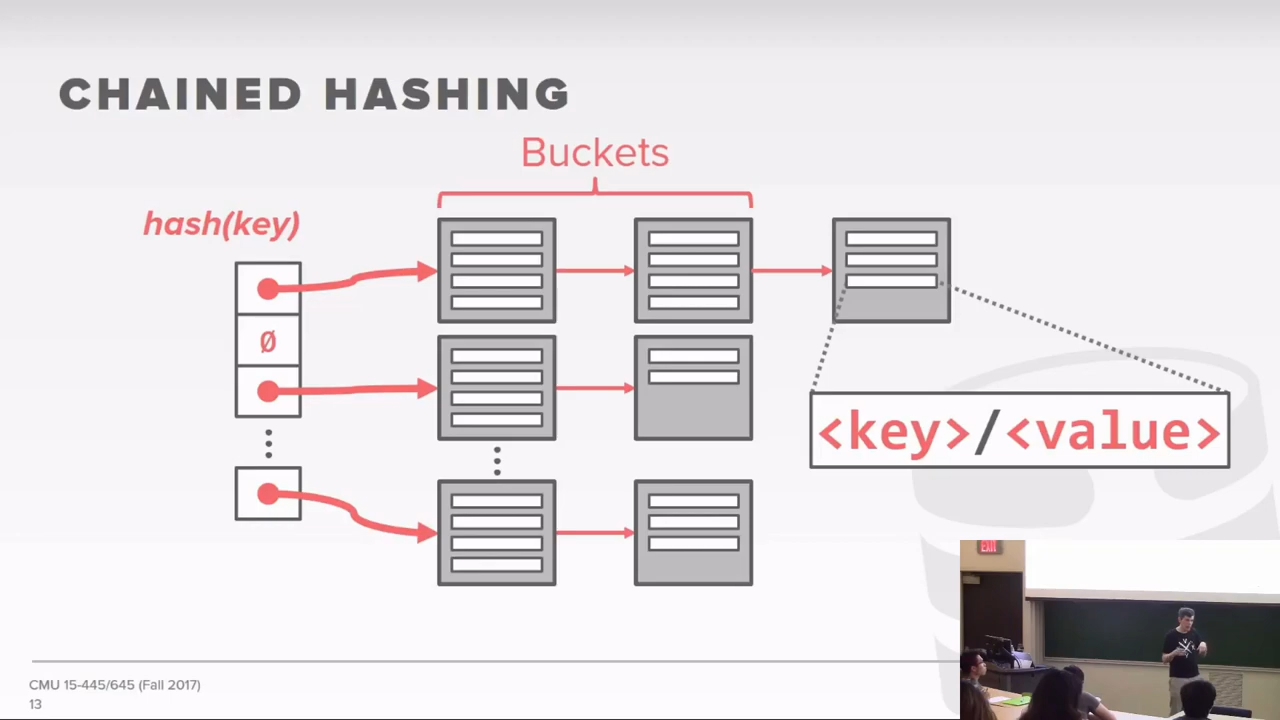 CHAINED HASHING
Buckets
hash(key)
Ø
<key>/<value>
CMU 15-445/645 (Fall 2017)
13
EXIT